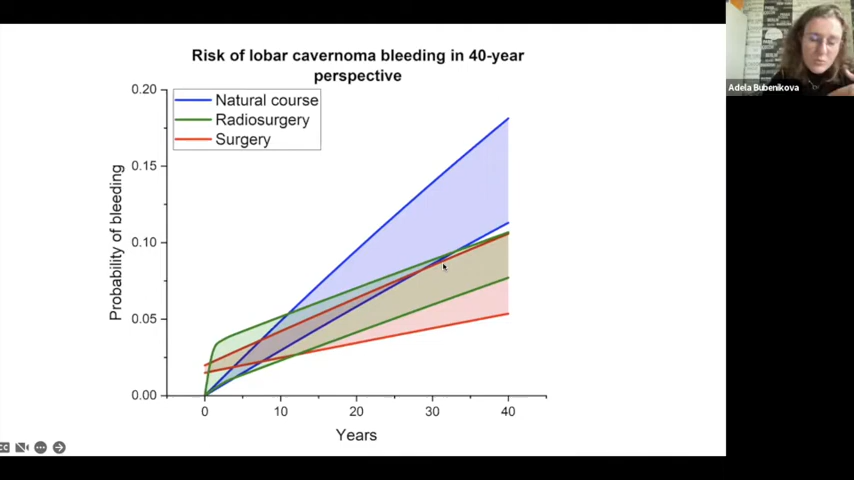 Risk of lobar cavernoma bleeding in 40-year
perspective
Natural course
Radiosurgery
Surgery
0.20
0.15
0.10
0.05
0.00
Probability of bleeding
0 10 20 30 40
Years
Adela Bubenikova